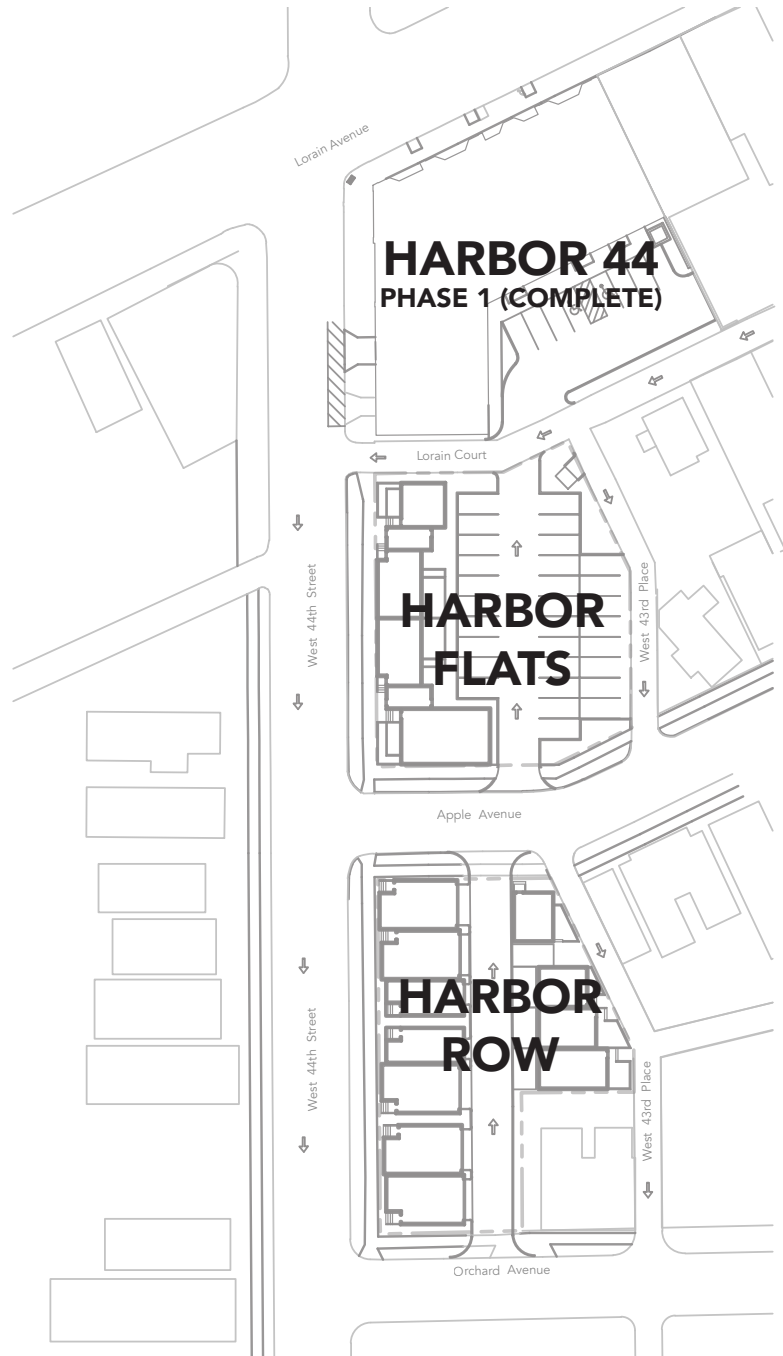 Lorain Avenue
HARBOR 44
PHASE 1 (COMPLETE)
Lorain Court
West 44th Street
West 43rd Place
HARBOR
FLATS
Apple Avenue
HARBOR
ROW
West 44th Street
West 43rd Place
Orchard Avenue